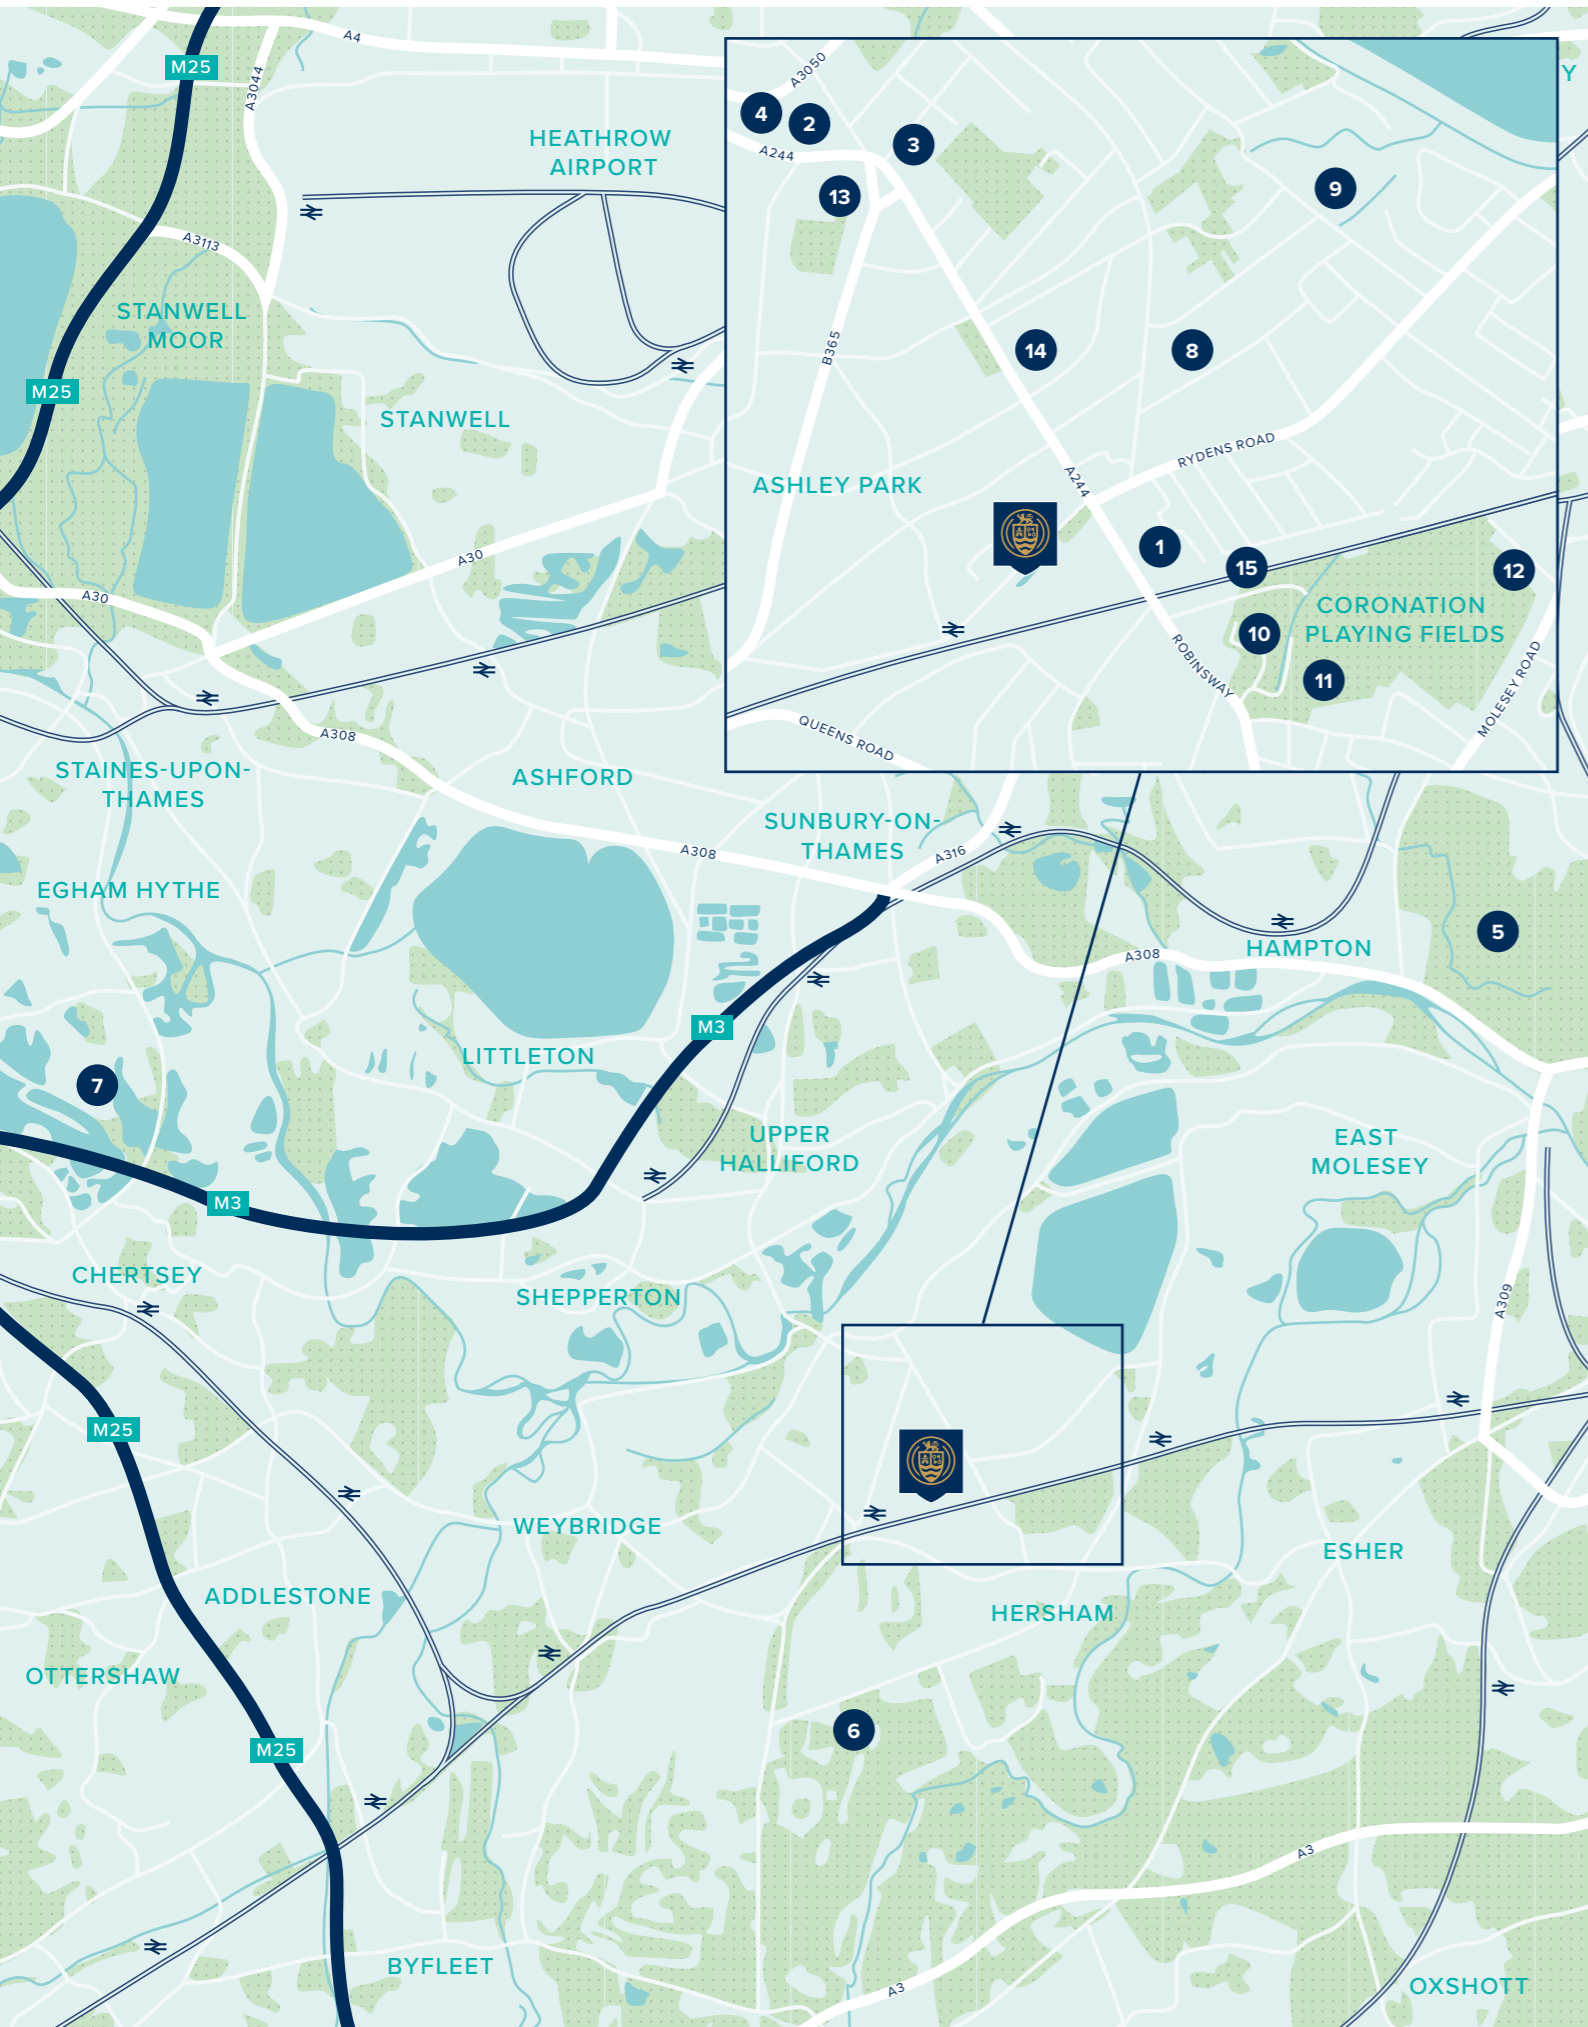 A4
M25
A3044
HEATHROW
AIRPORT
A3113
STANWELL
MOOR
M25
STANWELL
A30
A30
A3050
4
2
3
A244
13
9
B365
14
8
RYDENS ROAD
A244
ASHLEY PARK
1
15
12
CORONATION
PLAYING FIELDS
10
11
ROBINSWAY
MOLESEY ROAD
QUEENS ROAD
Y
A308
STAINES-UPON-
THAMES
ASHFORD
SUNBURY-ON-
THAMES
A308
A316
EGHAM HYTHE
5
HAMPTON
A308
M3
LITTLETON
7
UPPER
HALLIFORD
EAST
MOLESEY
M3
CHERTSEY
SHEPPERTON
A309
M25
WEYBRIDGE
ESHER
ADDLESTONE
HERSHAM
OTTERSHAW
6
M25
A3
BYFLEET
A3
OXSHOTT